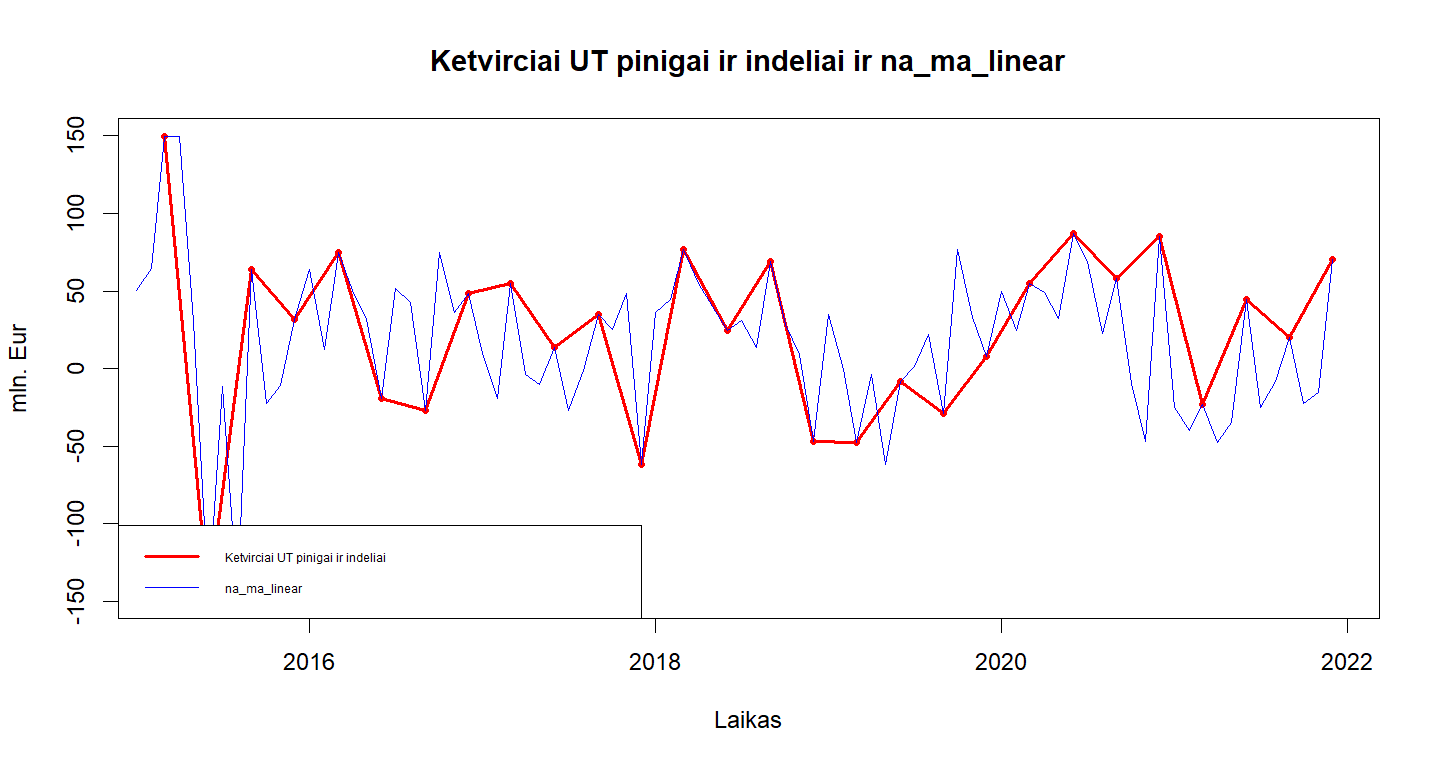 Ketvirciai UT pinigai ir indeliai ir na_ma_linear
mln. Eur
150
100
50
0
-50
-100
-150
Ketvirciai UT pinigai ir indeliai
na_ma_linear
2016 2018 2020 2022
Laikas